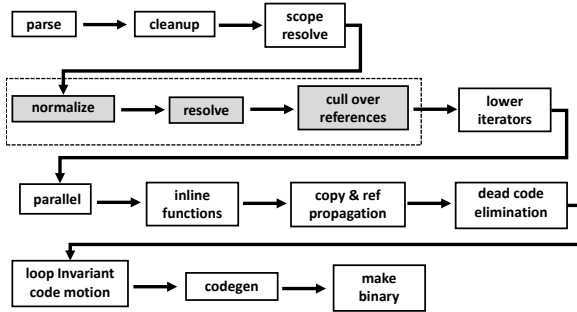 parse
cleanup
scope
resolve
normalize
resolve
cull over
references
lower
iterators
parallel
inline
functions
copy & ref
propagation
dead code
elimination
loop Invariant
code motion
codegen
make
binary